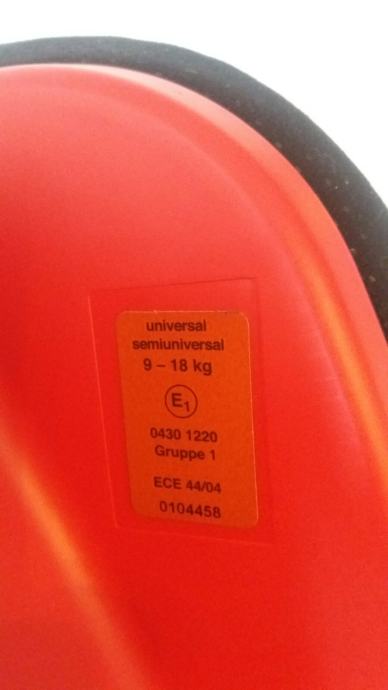 universal
semiuniversal
9 – 18 kg
E1
0430 1220
Gruppe 1
ECE 44/04
0104458